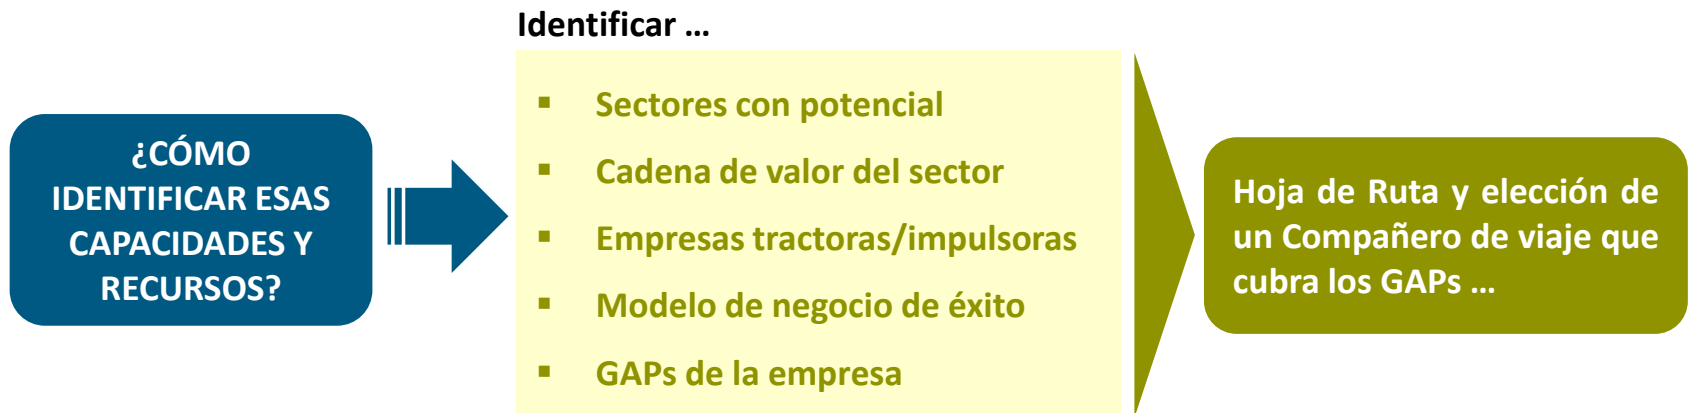 Identificar ...
¿CÓMO
IDENTIFICAR ESAS
CAPACIDADES Y
RECURSOS?
▪ Sectores con potencial
▪ Cadena de valor del sector
▪ Empresas tractoras/impulsoras
▪ Modelo de negocio de éxito
▪ GAPs de la empresa
Hoja de Ruta y elección de
un Compañero de viaje que
cubra los GAPs ...